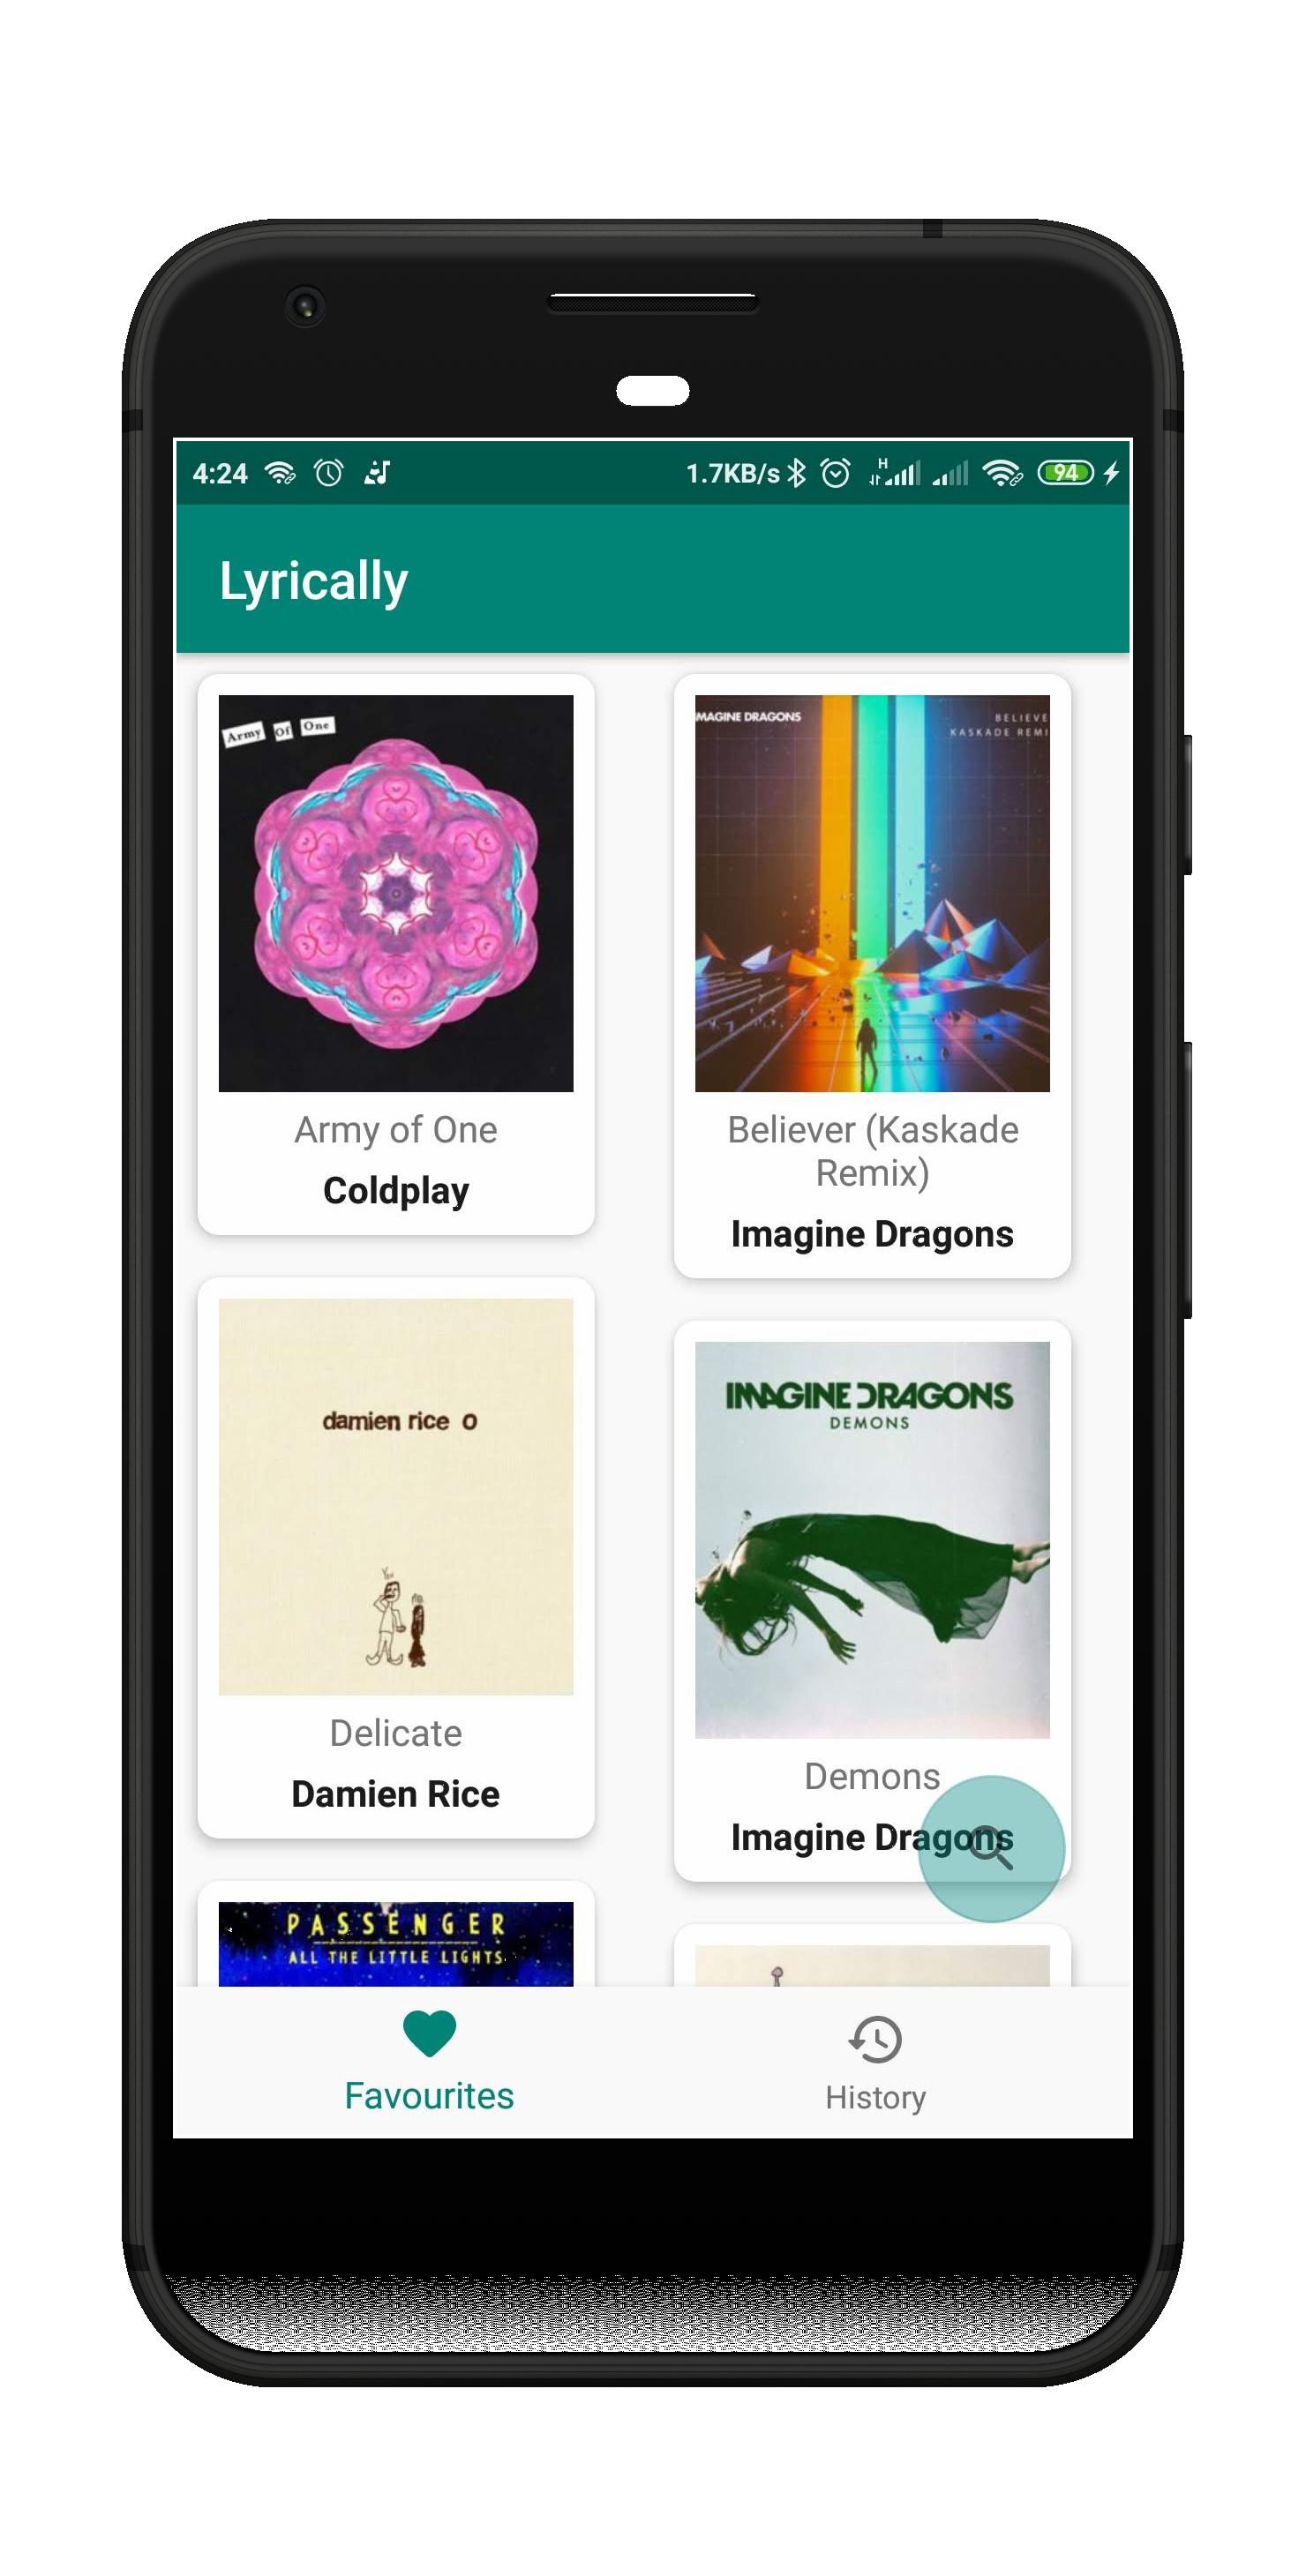 4:24 1.7KB/s H 94
Lyrically
Army Of One
Army of One
Coldplay
MAGINE DRAGONS
BELIEVE
KASKADE REMI
Believer (Kaskade
Remix)
Imagine Dragons
damien rice o
You
Delicate
Damien Rice
IMAGINE DRAGONS
DEMONS
Demons
Imagine Dragons
PASSENGER
ALL THE LITTLE LIGHTS
Favourites
History